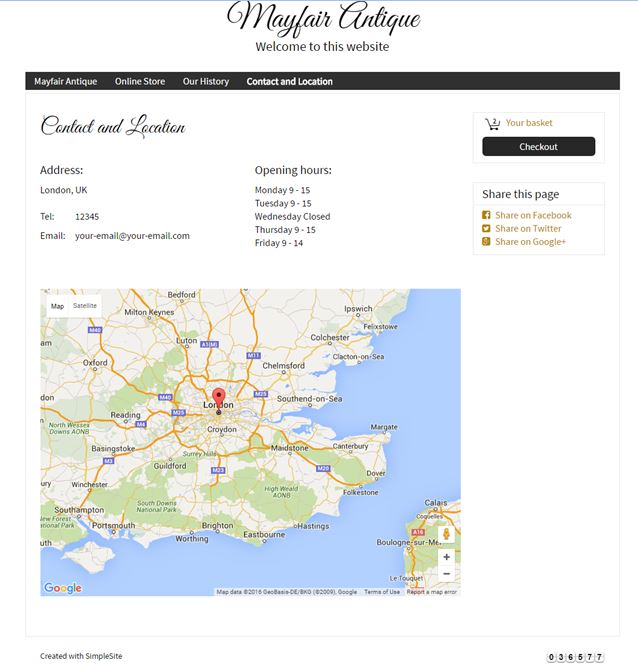 Mayfair Antique
Welcome to this website
Mayfair Antique Online Store Our History Contact and Location
Contact and Location
Address:
London, UK
Tel: 12345
Email: your-email@your-email.com
Opening hours:
Monday 9 - 15
Tuesday 9 - 15
Wednesday Closed
Thursday 9 - 15
Friday 9 - 14
2 Your basket
Checkout
Share this page
Share on Facebook
Share on Twitter
Share on Google+
Map Satellite
Bedford
Milton Keynes
Ipswich
Felixstowe
M40
Luton
A1(M)
Colchester
Oxford
M11
Clacton-on-Sea
Chelmsford
M40
M25
London
Southend-on-Sea
Reading
M25
M4
North Wessex
Downs AONB
Croydon
Margate
Basingstoke
Surrey Hills
Maidstone
Canterbury
M3
Guildford
M23
M20
Dover
Winchester
High Weald
AONB
Folkestone
South Downs
National Park
Southampton
Calais
New Forest
National Park
Portsmouth
Brighton
Hastings
Coquelles
Worthing
Eastbourne
A16
Boulogne-sur-Mer
Le Touquet
+
−
Google
Map data ©2016 GeoBasis-DE/BKG (©2009), Google Terms of Use Report a map error
Created with SimpleSite
036577